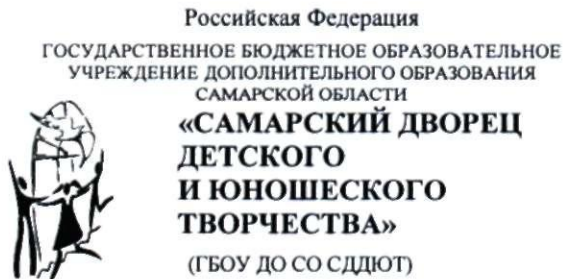 Российская Федерация
ГОСУДАРСТВЕННОЕ БЮДЖЕТНОЕ ОБРАЗОВАТЕЛЬНОЕ
УЧРЕЖДЕНИЕ ДОПОЛНИТЕЛЬНОГО ОБРАЗОВАНИЯ
САМАРСКОЙ ОБЛАСТИ
«САМАРСКИЙ ДВОРЕЦ
ДЕТСКОГО
И ЮНОШЕСКОГО
ТВОРЧЕСТВА»
(ГБОУ ДО СО СДДЮТ)